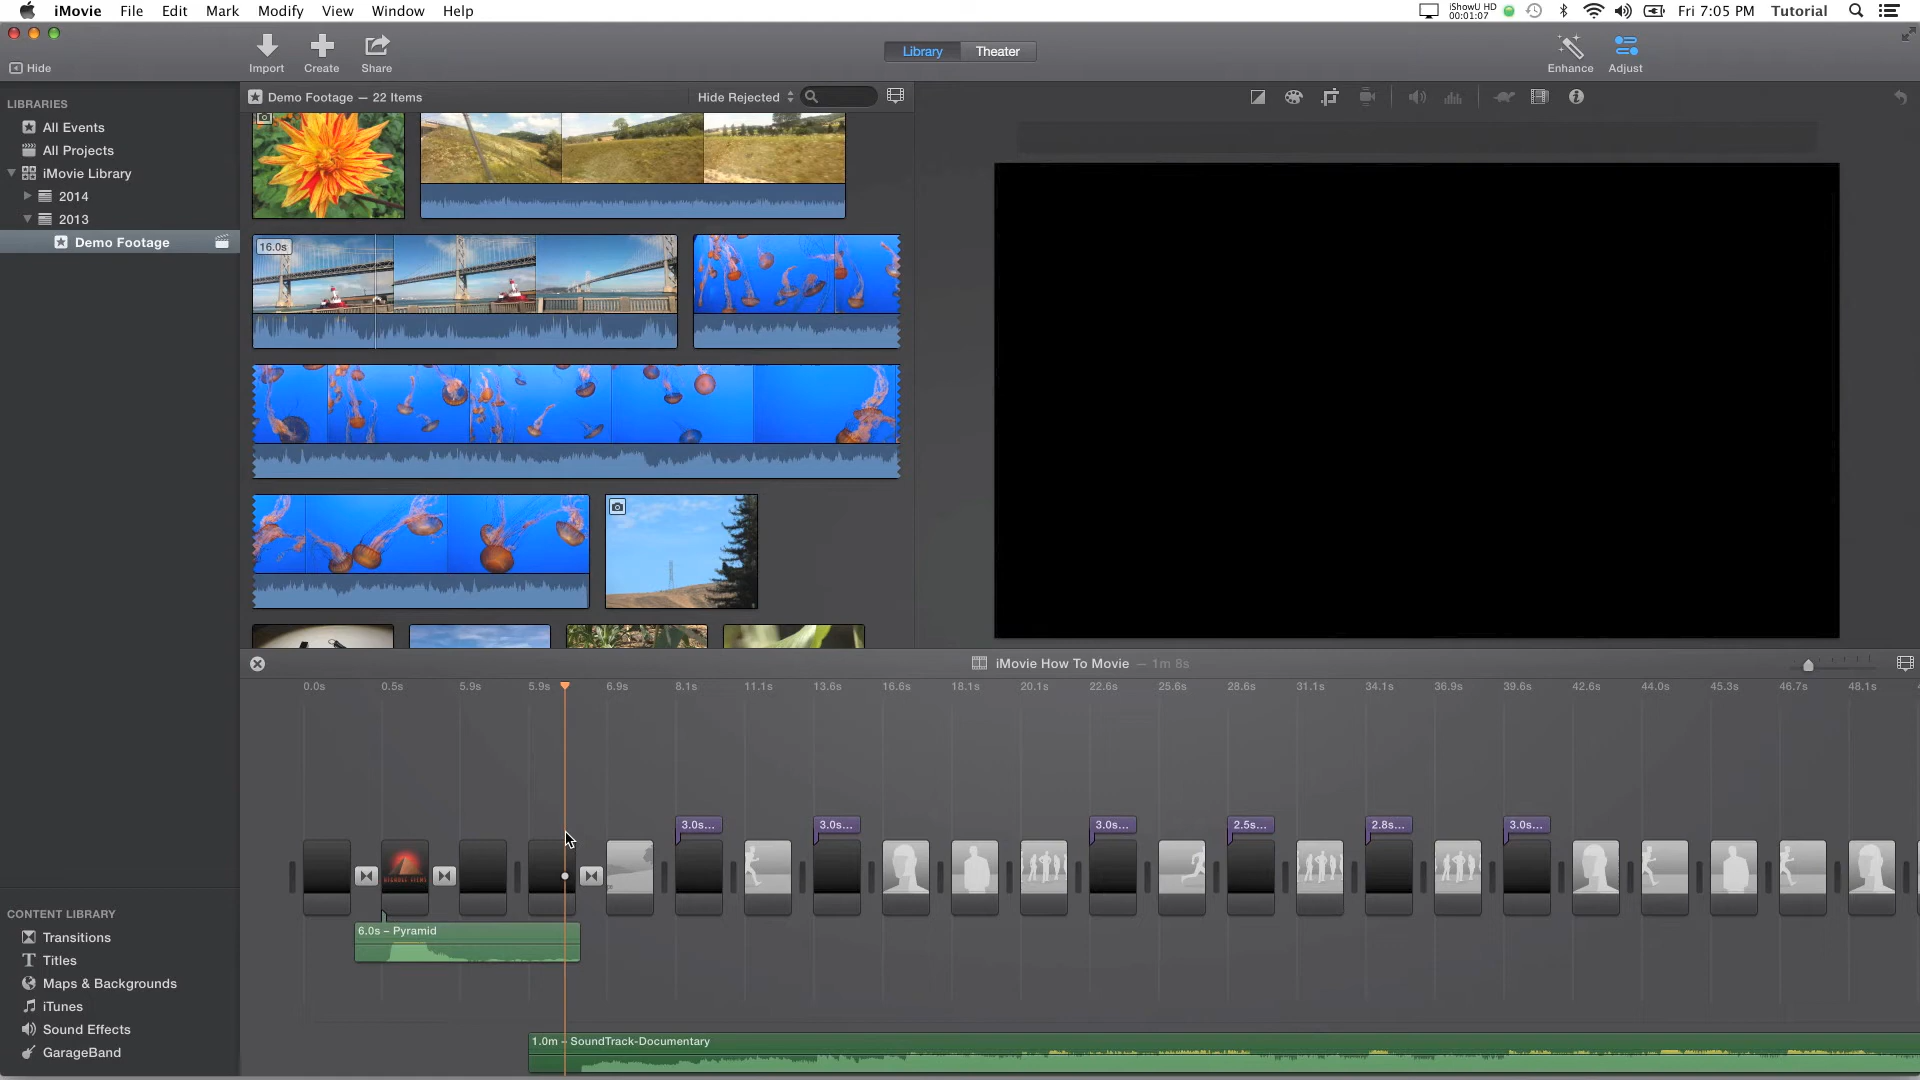 iMovie File Edit Mark Modify View Window Help
iShowU HD
00:01:07
Fri 7:05 PM Tutorial
Hide
Import Create Share
Library Theater
Enhance Adjust
LIBRARIES
All Events
All Projects
iMovie Library
2014
2013
Demo Footage
Demo Footage — 22 Items
Hide Rejected
16.0s
iMovie How To Movie — 1m 8s
0.0s 0.5s 5.9s 5.9s 6.9s 8.1s 11.1s 13.6s 16.6s 18.1s 20.1s 22.6s 25.6s 28.6s 31.1s 34.1s 36.9s 39.6s 42.6s 44.0s 45.3s 46.7s 48.1s
3.0s... 3.0s... 3.0s... 2.5s... 2.8s... 3.0s...
6.0s – Pyramid
1.0m – SoundTrack-Documentary
CONTENT LIBRARY
Transitions
Titles
Maps & Backgrounds
iTunes
Sound Effects
GarageBand